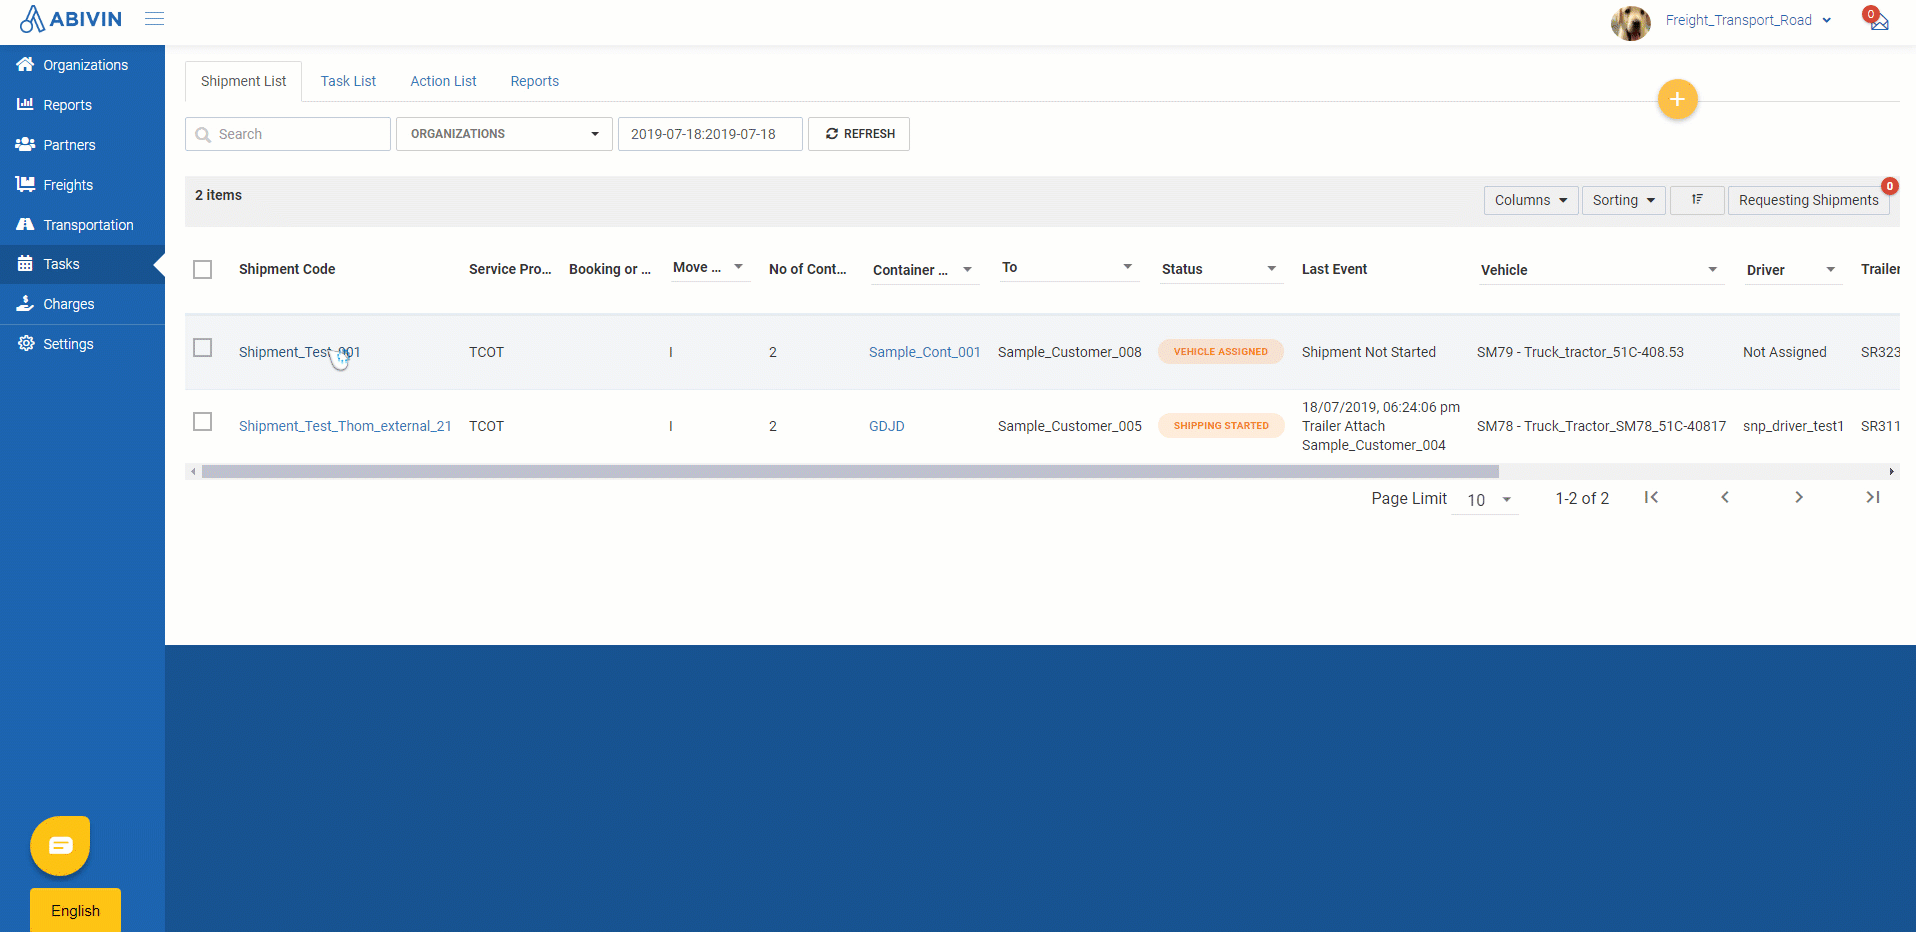 ABIVIN
Freight_Transport_Road
0
Organizations
Reports
Partners
Freights
Transportation
Tasks
Charges
Settings
Shipment List
Task List
Action List
Reports
+
Search
ORGANIZATIONS
2019-07-18:2019-07-18
REFRESH
2 items
Columns
Sorting
Requesting Shipments
0
Shipment Code
Service Pro...
Booking or ...
Move ...
No of Cont...
Container ...
To
Status
Last Event
Vehicle
Driver
Trailer
Shipment_Test_001
TCOT
I
2
Sample_Cont_001
Sample_Customer_008
VEHICLE ASSIGNED
Shipment Not Started
SM79 - Truck_tractor_51C-408.53
Not Assigned
SR323
Shipment_Test_Thom_external_21
TCOT
I
2
GDJD
Sample_Customer_005
SHIPPING STARTED
18/07/2019, 06:24:06 pm
Trailer Attach
Sample_Customer_004
SM78 - Truck_Tractor_SM78_51C-40817
snp_driver_test1
SR311
Page Limit
10
1-2 of 2
English